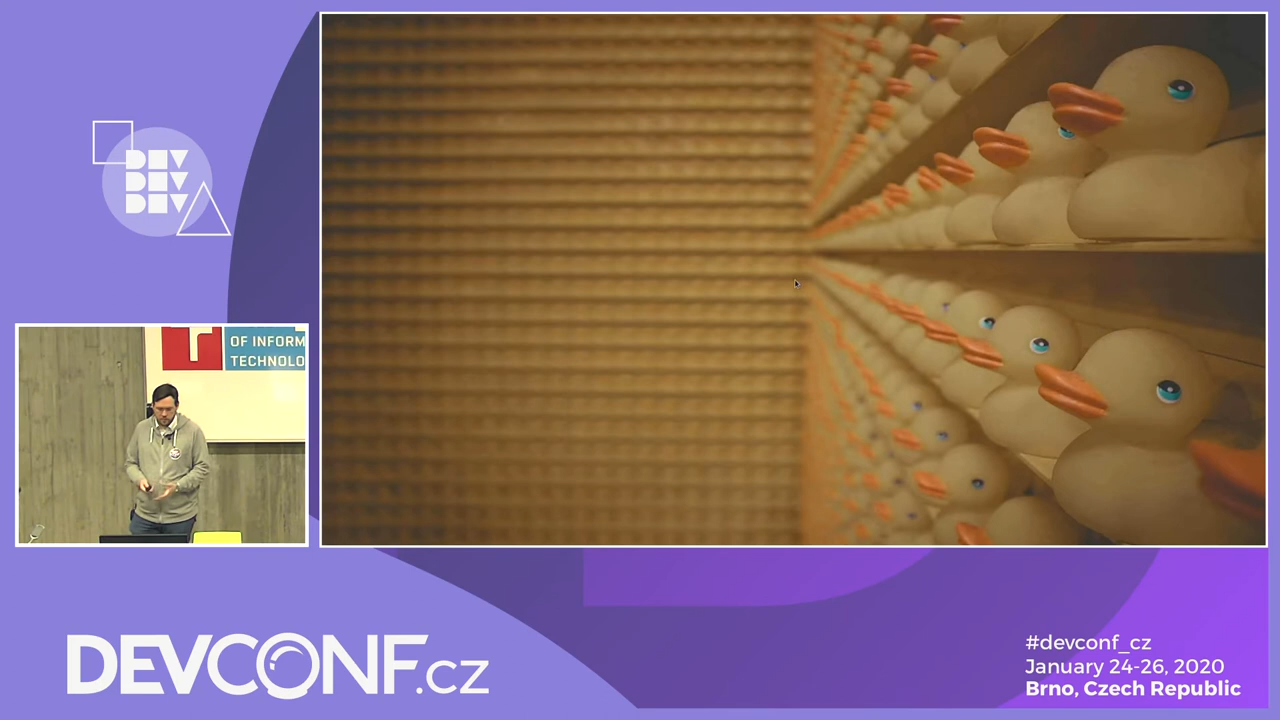 DEV
DEV
DEV
OF INFORM
TECHNOLO
DEVCONF.cz
#devconf_cz
January 24-26, 2020
Brno, Czech Republic